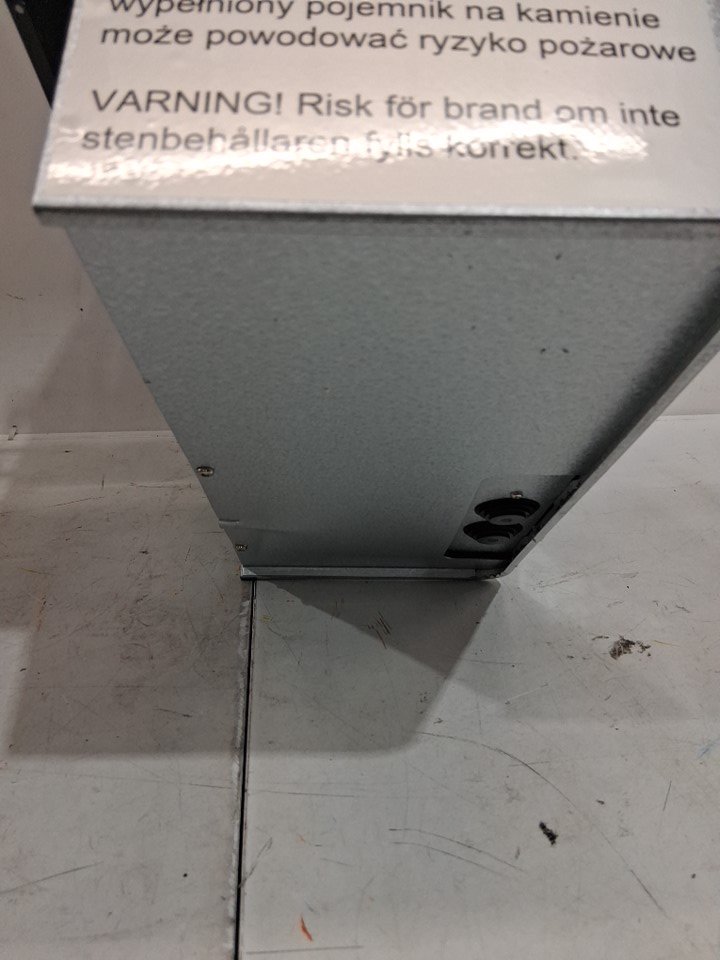 wypełniony pojemnik na kamienie
może powodować ryzyko pożarowe
VARNING! Risk för brand om inte
stenbehållaren fylls korrekt.